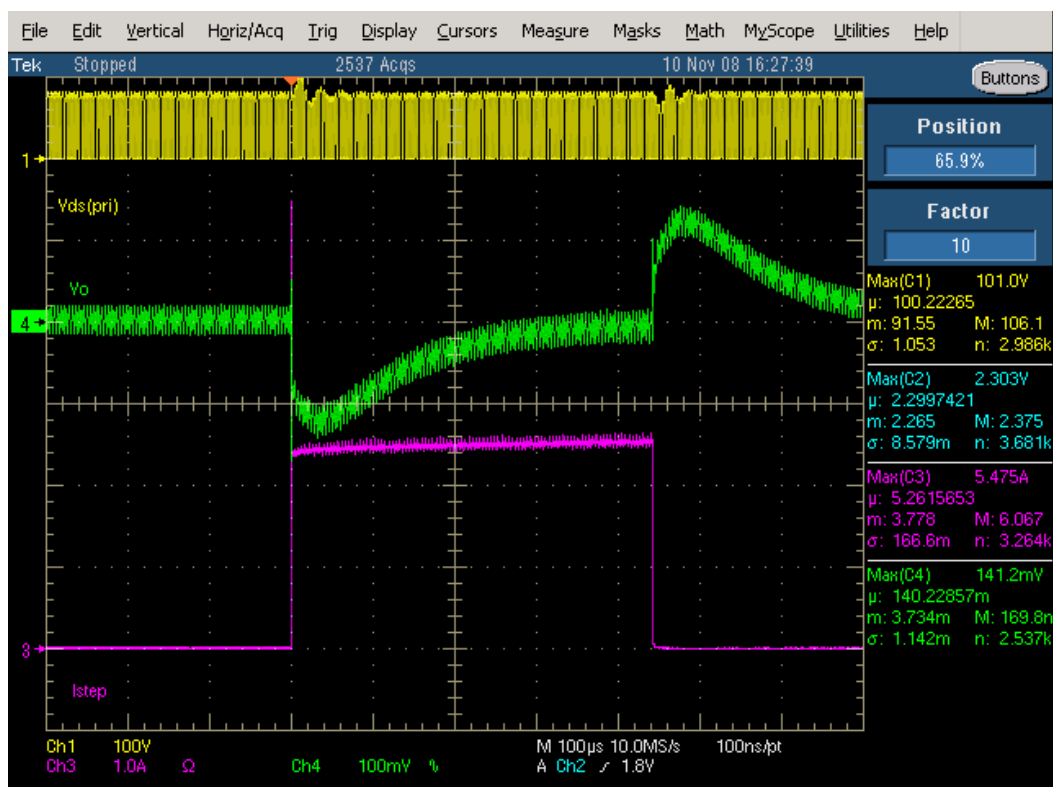 File Edit Vertical Horiz/Acq Trig Display Cursors Measure Masks Math MyScope Utilities Help
Tek Stopped 2537 Acqs 10 Nov 08 16:27:39
Buttons
Position
65.9%
Factor
10
1
Vds(pri)
Vo
4
3
Istep
Max(C1) 101.0V
µ: 100.22265
m: 91.55 M: 106.1
σ: 1.053 n: 2.986k
Max(C2) 2.303V
µ: 2.2997421
m: 2.265 M: 2.375
σ: 8.579m n: 3.681k
Max(C3) 5.475A
µ: 5.2615653
m: 3.778 M: 6.067
σ: 166.6m n: 3.264k
Max(C4) 141.2mV
µ: 140.22857m
m: 3.734m M: 169.8m
σ: 1.142m n: 2.537k
Ch1 100V M 100µs 10.0MS/s 100ns/pt
Ch3 1.0A Ω Ch4 100mV ∿ A Ch2 ⁄ 1.8V